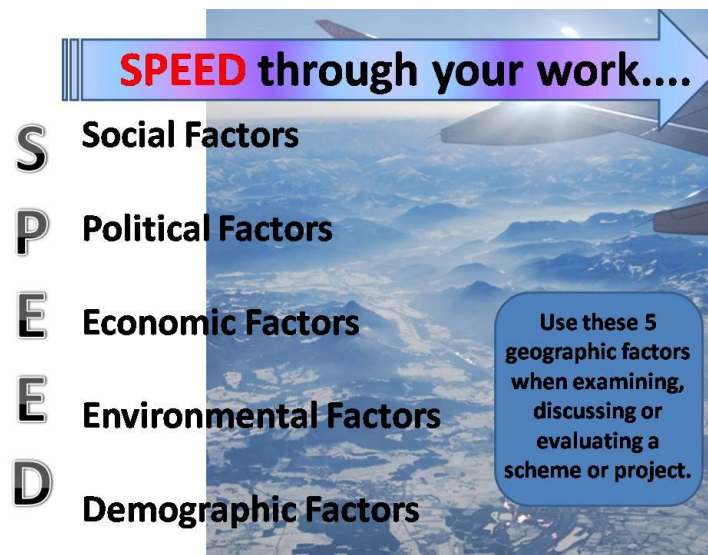 SPEED through your work....
S Social Factors
P Political Factors
E Economic Factors
E Environmental Factors
D Demographic Factors
Use these 5
geographic factors
when examining,
discussing or
evaluating a
scheme or project.